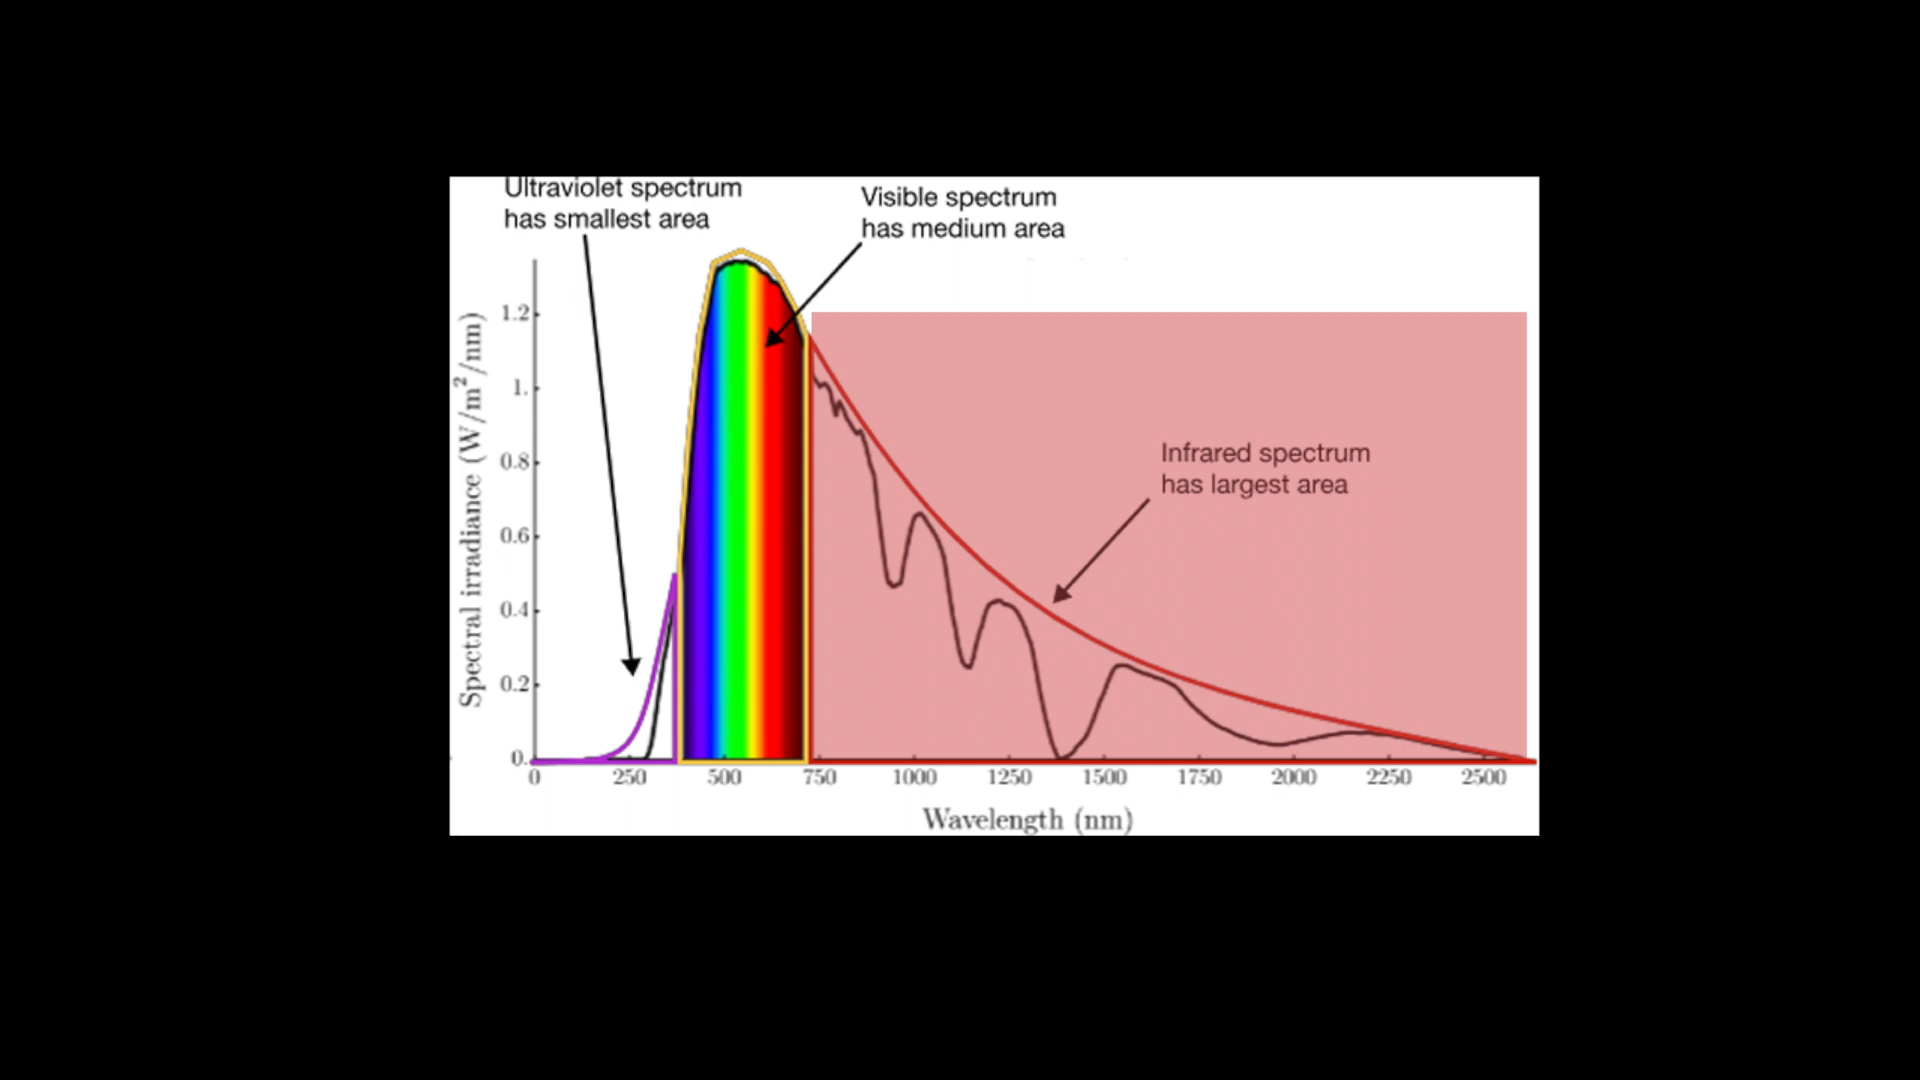 Ultraviolet spectrum
has smallest area
Visible spectrum
has medium area
Infrared spectrum
has largest area
Spectral irradiance (W/m²/nm)
1.2
1.
0.8
0.6
0.4
0.2
0.
0 250 500 750 1000 1250 1500 1750 2000 2250 2500
Wavelength (nm)